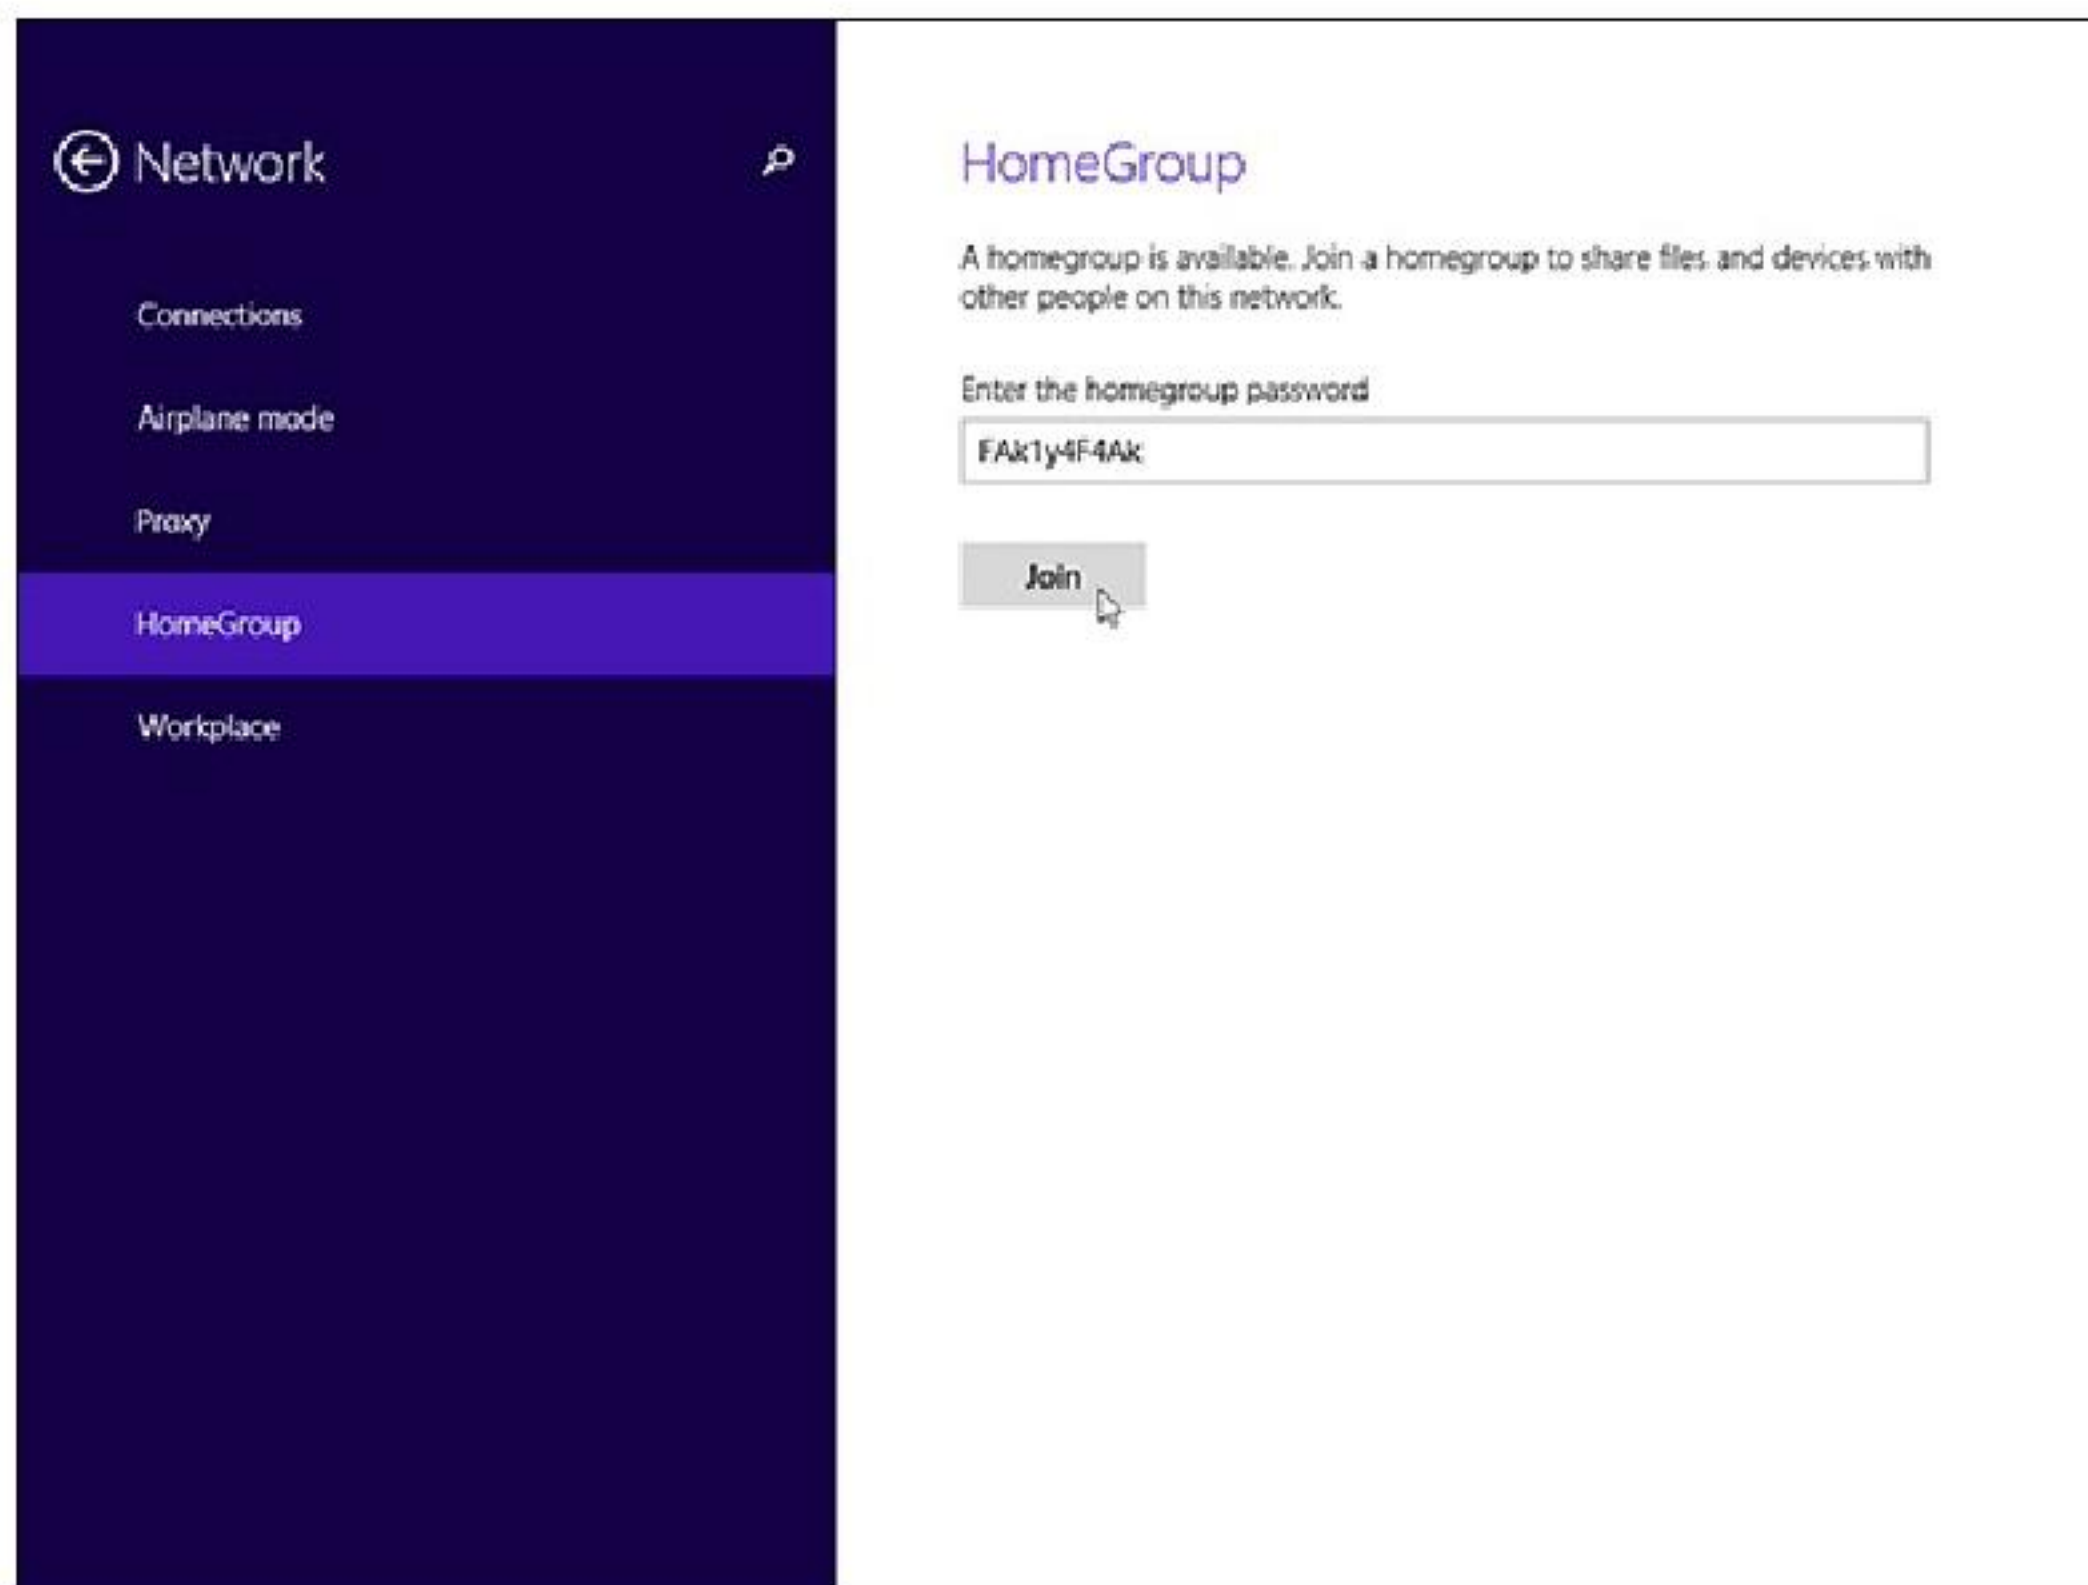 Network
Connections
Airplane mode
Proxy
HomeGroup
Workplace
HomeGroup
A homegroup is available. Join a homegroup to share files and devices with
other people on this network.
Enter the homegroup password
FAk1y4F4Ak
Join